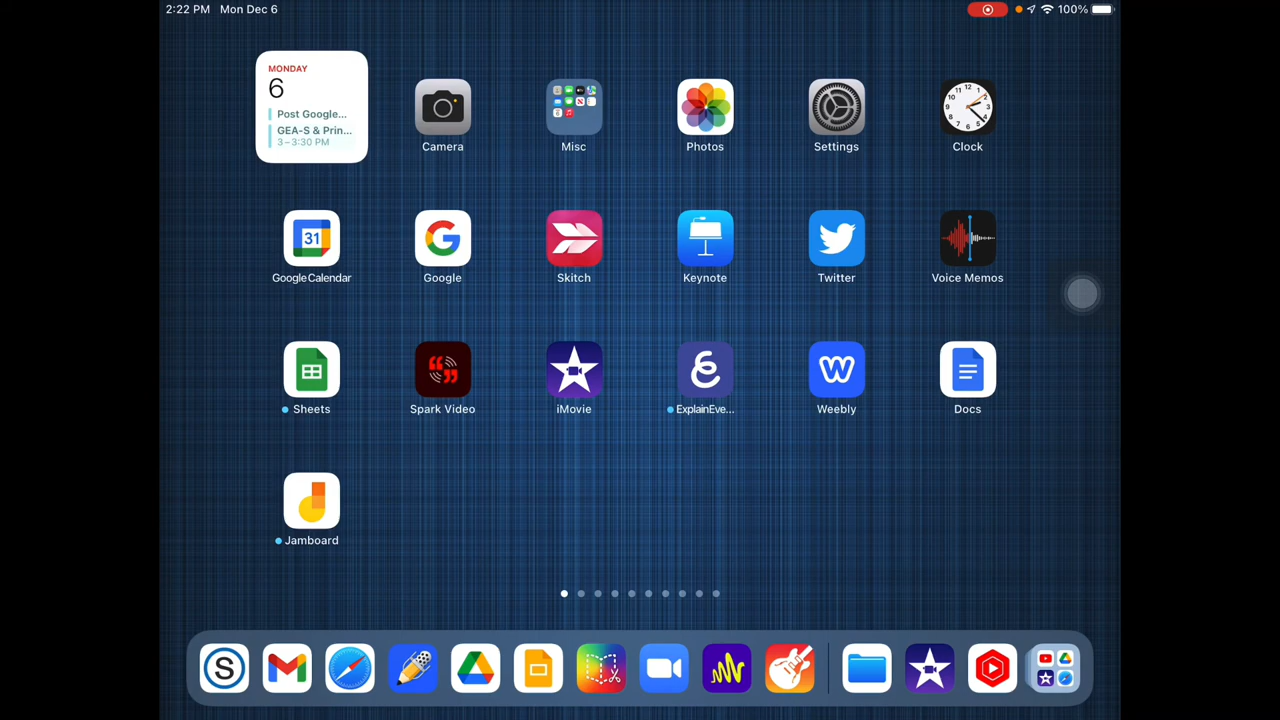 2:22 PM Mon Dec 6
100%
MONDAY
6
Post Google...
GEA-S & Prin...
3–3:30 PM
Camera
Misc
Photos
Settings
Clock
31
Google Calendar
Google
Skitch
Keynote
Twitter
Voice Memos
Sheets
Spark Video
iMovie
ExplainEve...
Weebly
Docs
Jamboard
S